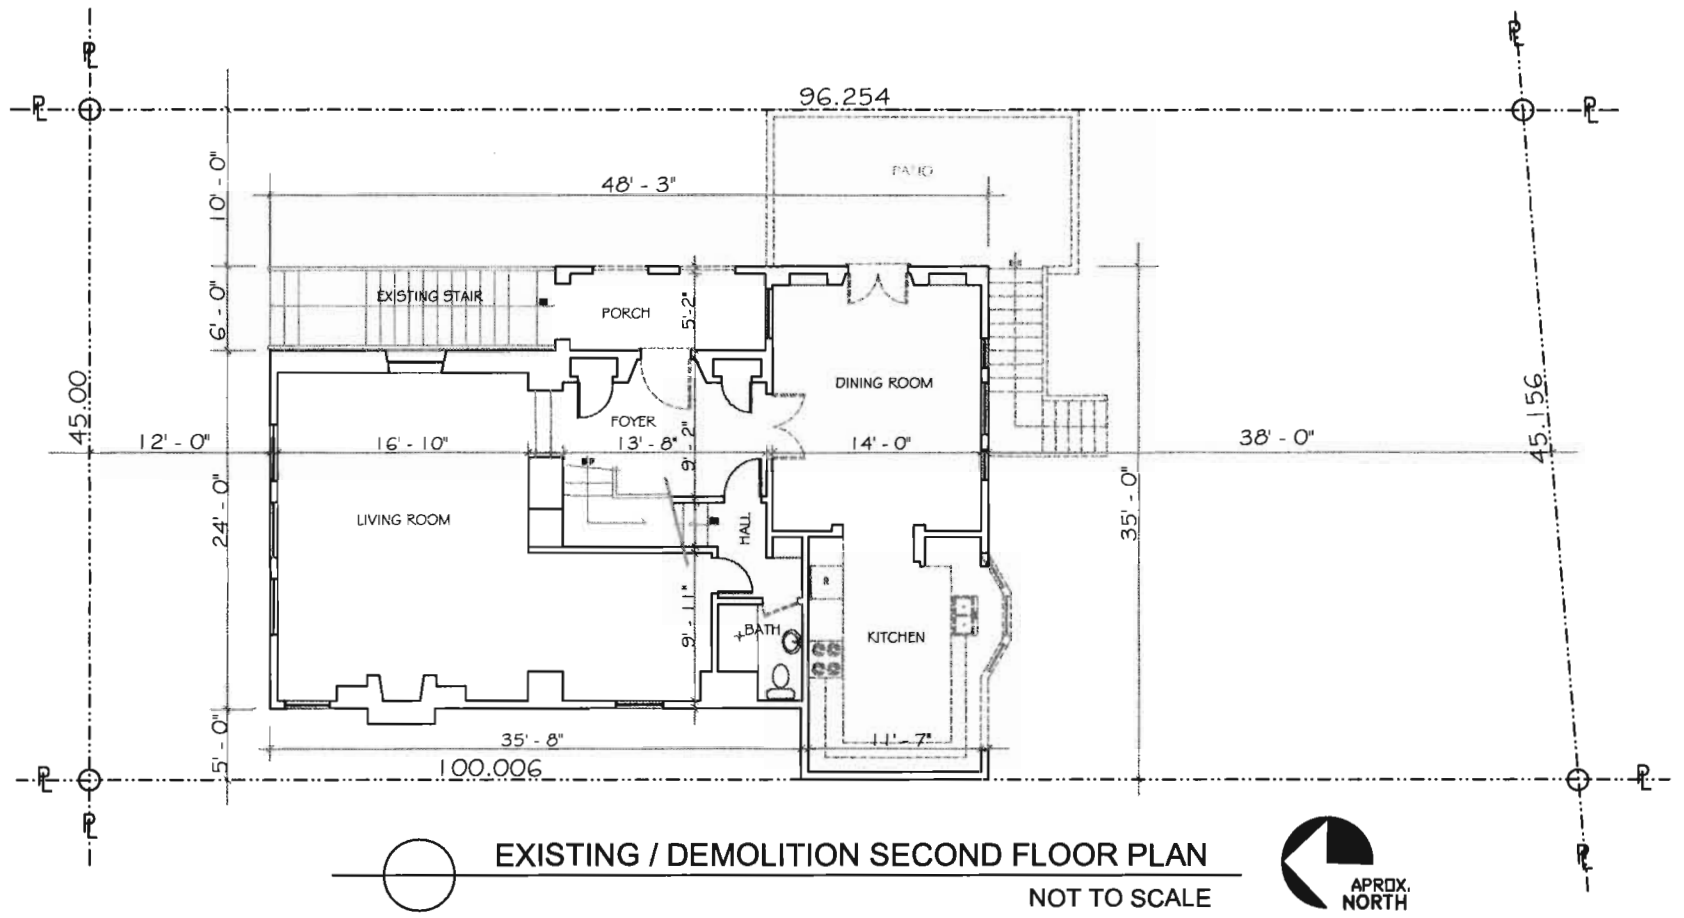 PL
PL
PL
PL
96.254
PATIO
48' - 3"
10' - 0"
6' - 0"
EXISTING STAIR
PORCH
5'-2"
DINING ROOM
FOYER
45.00
12' - 0"
16' - 10"
13' - 8"
9' - 2"
14' - 0"
38' - 0"
45.156
24' - 0"
LIVING ROOM
HALL
35' - 0"
R
9' - 11"
BATH
KITCHEN
5' - 0"
35' - 8"
11' - 7"
100.006
PL
PL
PL
PL
EXISTING / DEMOLITION SECOND FLOOR PLAN
NOT TO SCALE
APROX.
NORTH